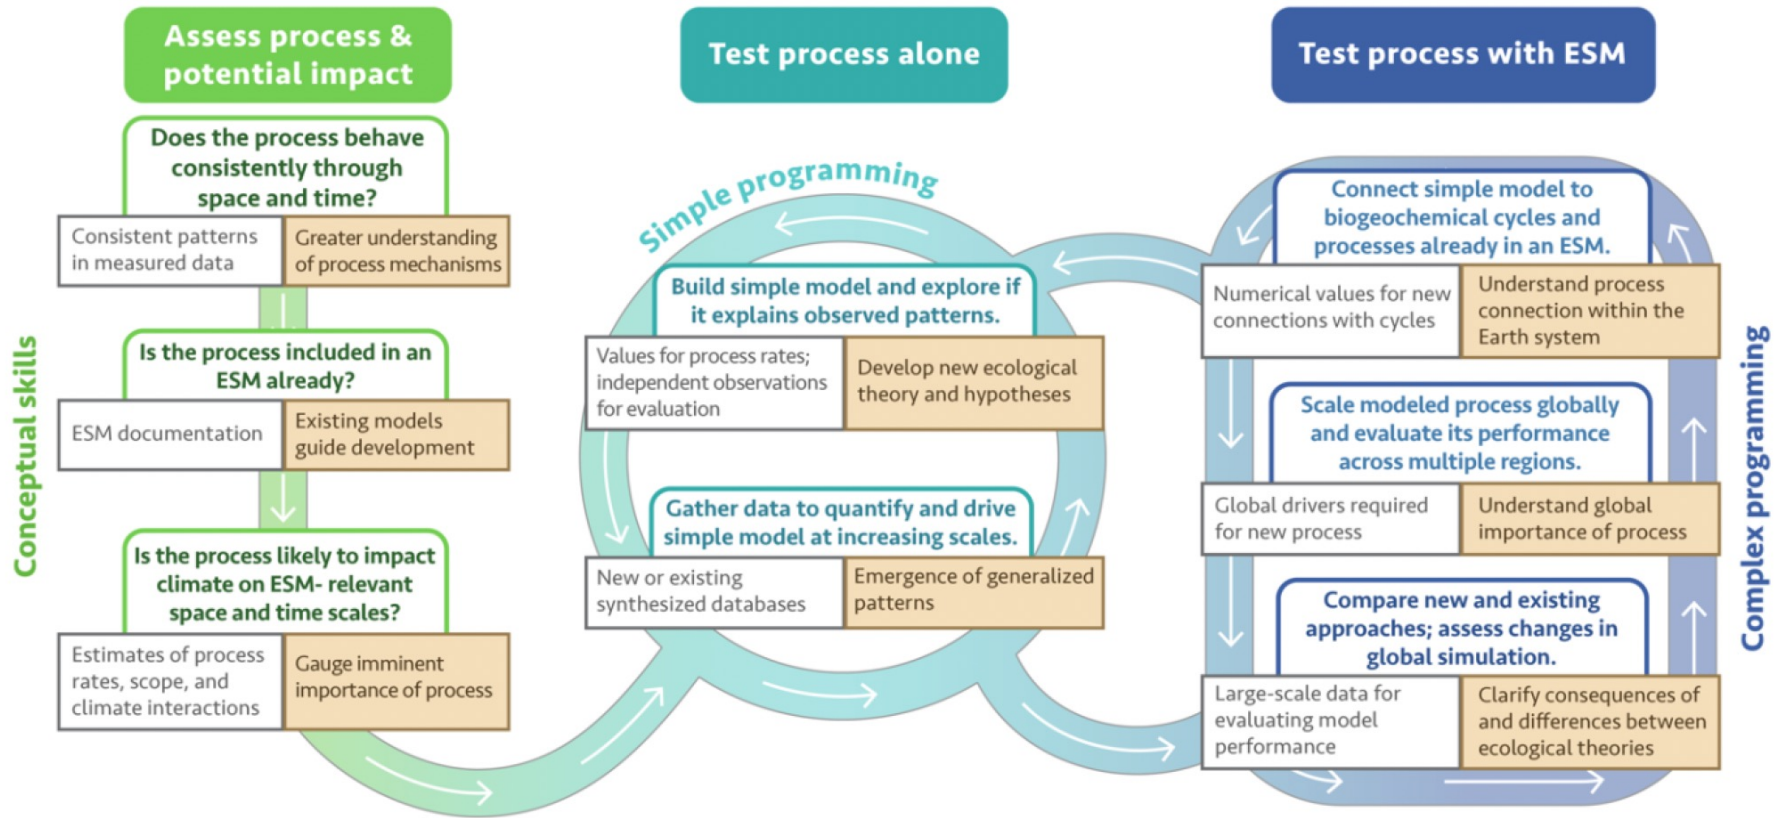 Assess process &
potential impact
Does the process behave
consistently through
space and time?
Consistent patterns
in measured data
Greater understanding
of process mechanisms
Is the process included in an
ESM already?
ESM documentation
Existing models
guide development
Is the process likely to impact
climate on ESM- relevant
space and time scales?
Estimates of process
rates, scope, and
climate interactions
Gauge imminent
importance of process
Conceptual skills
Test process alone
Simple programming
Build simple model and explore if
it explains observed patterns.
Values for process rates;
independent observations
for evaluation
Develop new ecological
theory and hypotheses
Gather data to quantify and drive
simple model at increasing scales.
New or existing
synthesized databases
Emergence of generalized
patterns
Test process with ESM
Connect simple model to
biogeochemical cycles and
processes already in an ESM.
Numerical values for new
connections with cycles
Understand process
connection within the
Earth system
Scale modeled process globally
and evaluate its performance
across multiple regions.
Global drivers required
for new process
Understand global
importance of process
Compare new and existing
approaches; assess changes in
global simulation.
Large-scale data for
evaluating model
performance
Clarify consequences of
and differences between
ecological theories
Complex programming